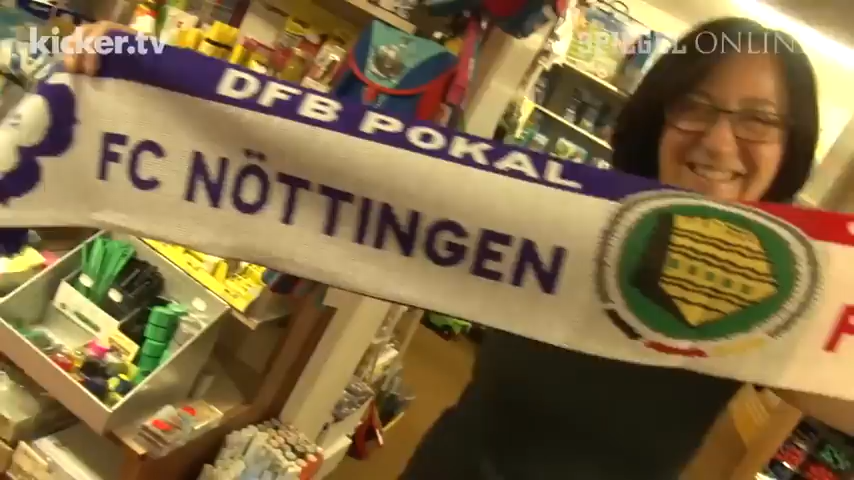 kicker.tv
SPIEGEL ONLINE
DFB POKAL
FC NÖTTINGEN
F